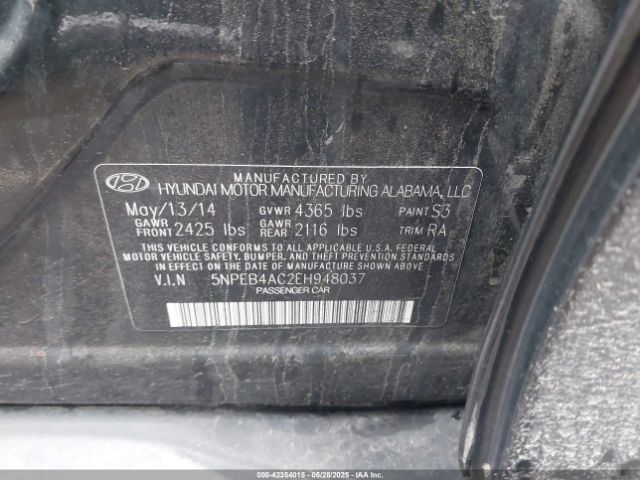 MANUFACTURED BY
HYUNDAI MOTOR MANUFACTURING ALABAMA, LLC
May/13/14 GVWR 4365 lbs PAINT S3
GAWR FRONT 2425 lbs GAWR REAR 2116 lbs TRIM RA
THIS VEHICLE CONFORMS TO ALL APPLICABLE U.S.A. FEDERAL
MOTOR VEHICLE SAFETY, BUMPER, AND THEFT PREVENTION STANDARDS
IN EFFECT ON THE DATE OF MANUFACTURE SHOWN ABOVE.
V.I.N 5NPEB4AC2EH948037
PASSENGER CAR
000-42354015 - 05/28/2025 - COPYRIGHT IAA, LLC.